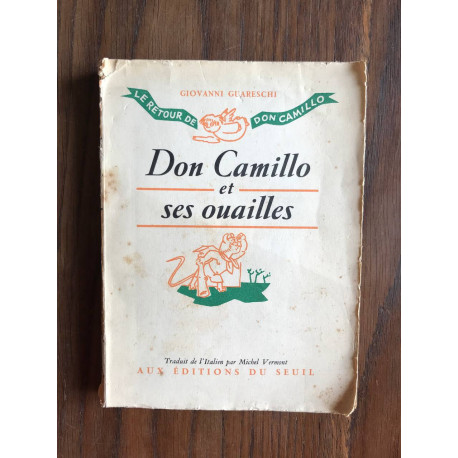 GIOVANNI GUARESCHI
LE RETOUR DE DON CAMILLO
Don Camillo
et
ses ouailles
Traduit de l'Italien par Michel Vermont
AUX ÉDITIONS DU SEUIL